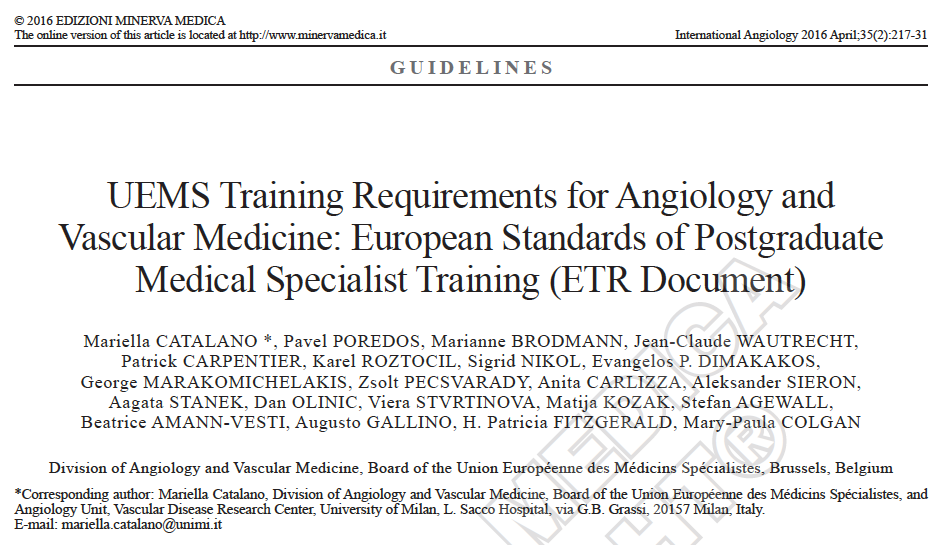 © 2016 EDIZIONI MINERVA MEDICA
The online version of this article is located at http://www.minervamedica.it
International Angiology 2016 April;35(2):217-31
GUIDELINES
UEMS Training Requirements for Angiology and
Vascular Medicine: European Standards of Postgraduate
Medical Specialist Training (ETR Document)
Mariella CATALANO *, Pavel POREDOS, Marianne BRODMANN, Jean-Claude WAUTRECHT,
Patrick CARPENTIER, Karel ROZTOCIL, Sigrid NIKOL, Evangelos P. DIMAKAKOS,
George MARAKOMICHELAKIS, Zsolt PECSVARADY, Anita CARLIZZA, Aleksander SIERON,
Aagata STANEK, Dan OLINIC, Viera STVRTINOVA, Matija KOZAK, Stefan AGEWALL,
Beatrice AMANN-VESTI, Augusto GALLINO, H. Patricia FITZGERALD, Mary-Paula COLGAN
Division of Angiology and Vascular Medicine, Board of the Union Européenne des Médicins Spécialistes, Brussels, Belgium
*Corresponding author: Mariella Catalano, Division of Angiology and Vascular Medicine, Board of the Union Européenne des Médicins Spécialistes, and
Angiology Unit, Vascular Disease Research Center, University of Milan, L. Sacco Hospital, via G.B. Grassi, 20157 Milan, Italy.
E-mail: mariella.catalano@unimi.it
MEDICA
®